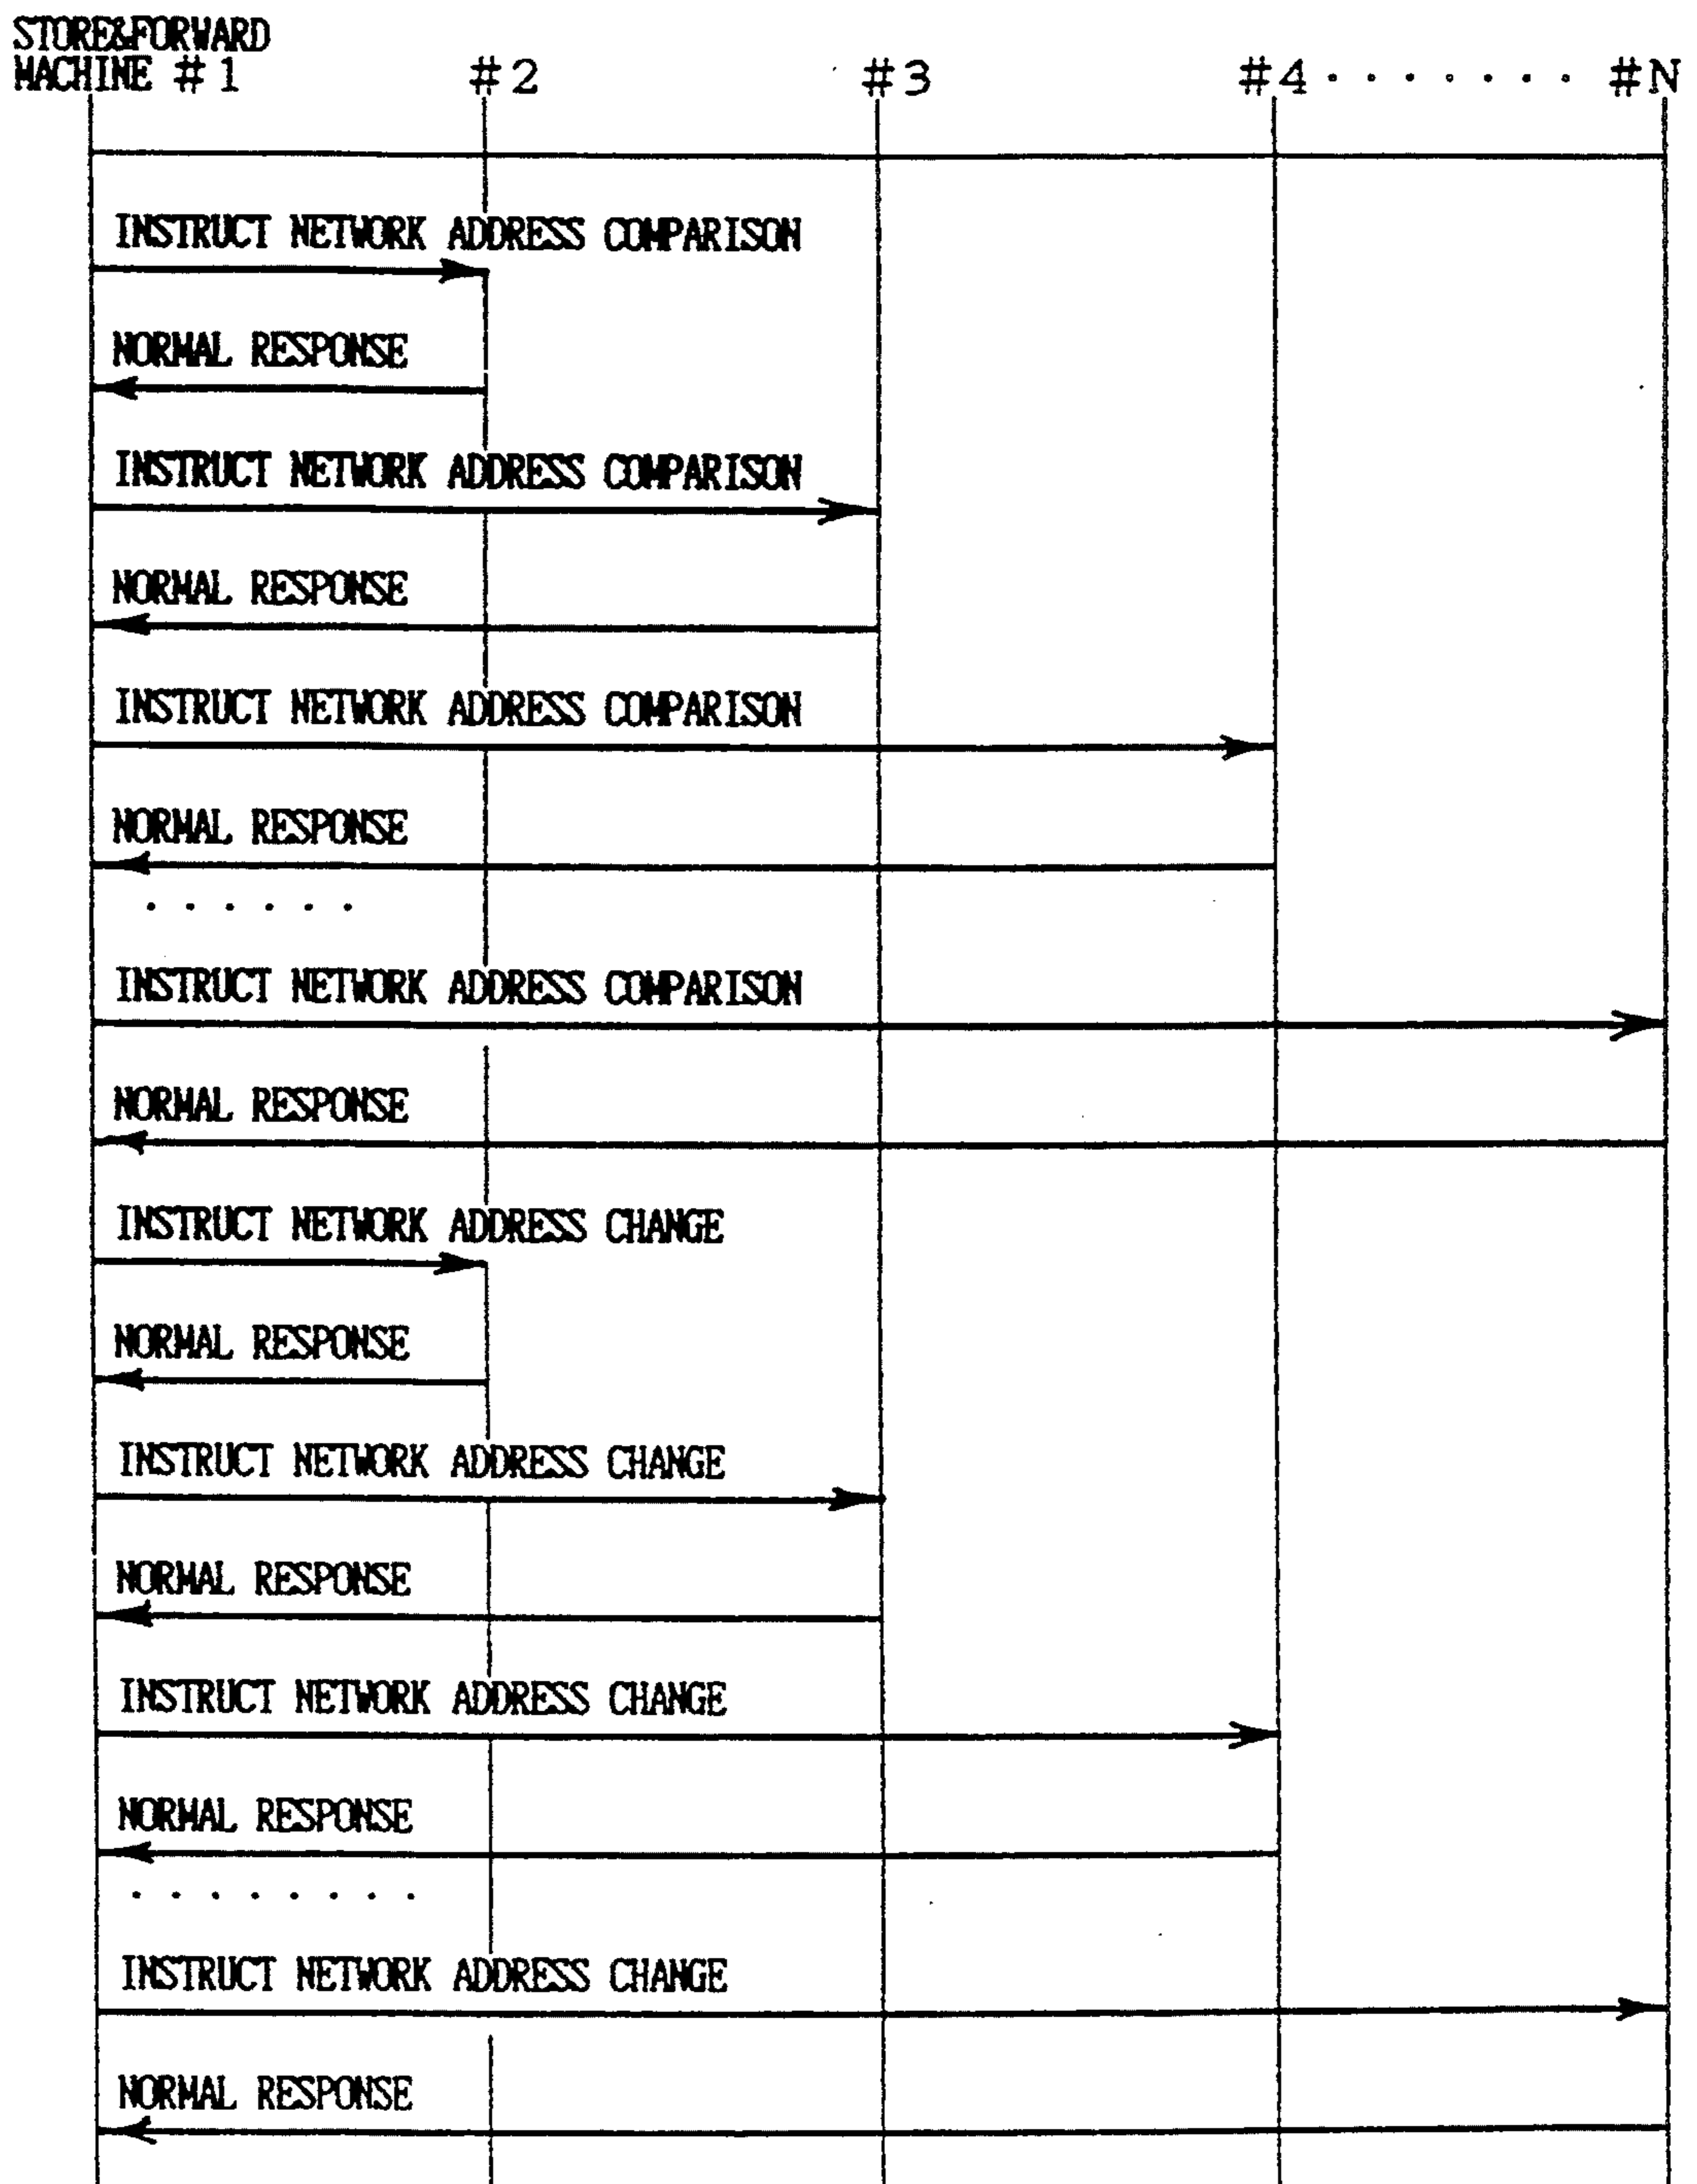 STORE&FORWARD
MACHINE #1 #2 #3 #4 · · · · · · · #N
INSTRUCT NETWORK ADDRESS COMPARISON
NORMAL RESPONSE
INSTRUCT NETWORK ADDRESS COMPARISON
NORMAL RESPONSE
INSTRUCT NETWORK ADDRESS COMPARISON
NORMAL RESPONSE
· · · · · ·
INSTRUCT NETWORK ADDRESS COMPARISON
NORMAL RESPONSE
INSTRUCT NETWORK ADDRESS CHANGE
NORMAL RESPONSE
INSTRUCT NETWORK ADDRESS CHANGE
NORMAL RESPONSE
INSTRUCT NETWORK ADDRESS CHANGE
NORMAL RESPONSE
· · · · · · · ·
INSTRUCT NETWORK ADDRESS CHANGE
NORMAL RESPONSE